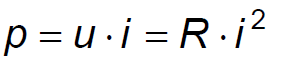 p = u · i = R · i²